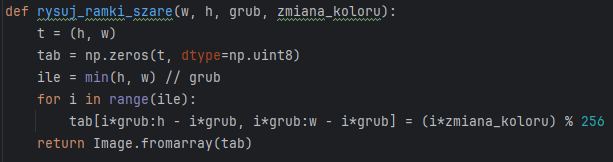 def rysuj_ramki_szare(w, h, grub, zmiana_koloru):
    t = (h, w)
    tab = np.zeros(t, dtype=np.uint8)
    ile = min(h, w) // grub
    for i in range(ile):
        tab[i*grub:h - i*grub, i*grub:w - i*grub] = (i*zmiana_koloru) % 256
    return Image.fromarray(tab)